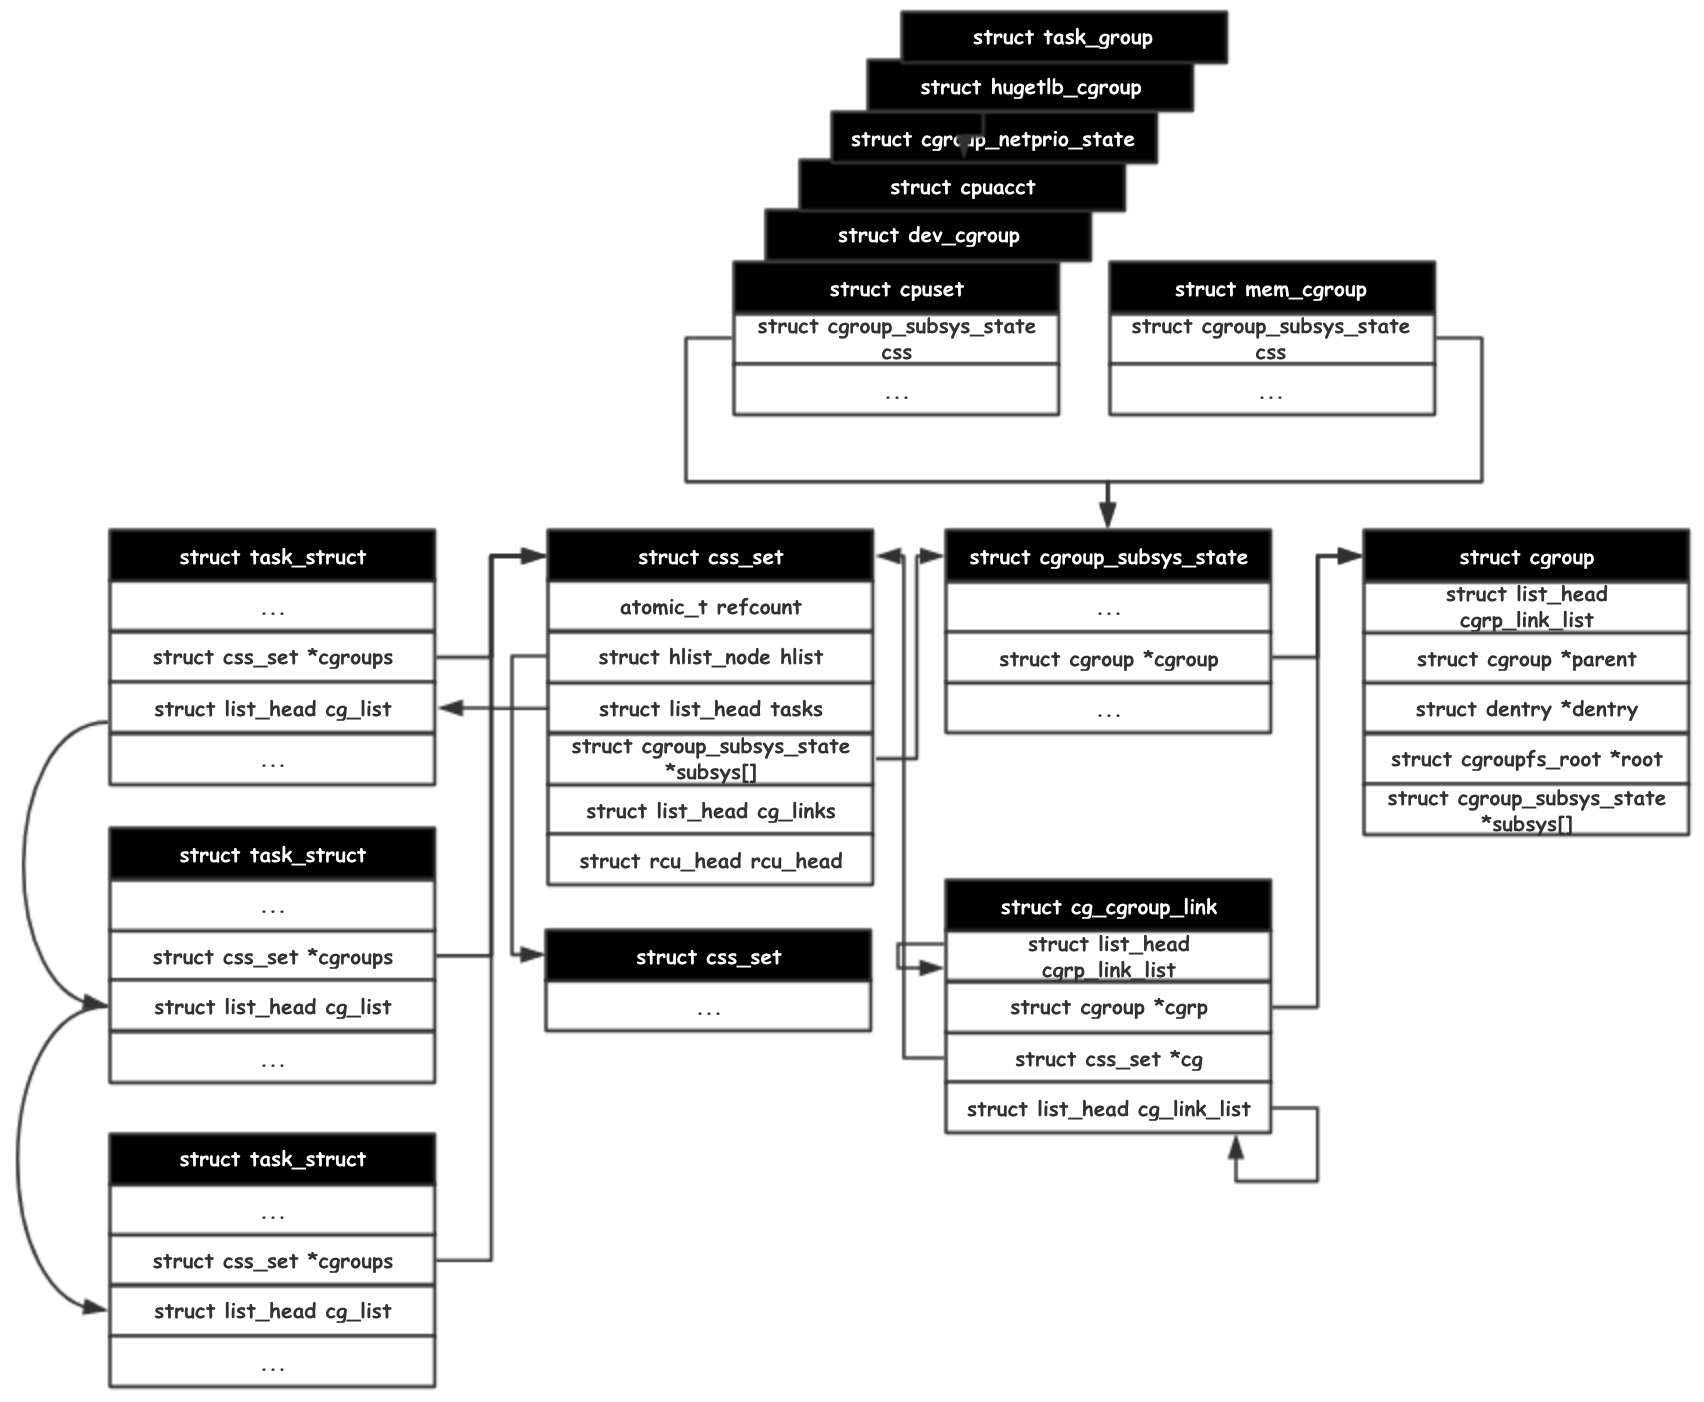 struct task_group
struct hugetlb_cgroup
struct cgroup_netprio_state
struct cpuacct
struct dev_cgroup
struct cpuset
struct cgroup_subsys_state
css
...
struct mem_cgroup
struct cgroup_subsys_state
css
...
struct task_struct
...
struct css_set *cgroups
struct list_head cg_list
...
struct task_struct
...
struct css_set *cgroups
struct list_head cg_list
...
struct task_struct
...
struct css_set *cgroups
struct list_head cg_list
...
struct css_set
atomic_t refcount
struct hlist_node hlist
struct list_head tasks
struct cgroup_subsys_state
*subsys[]
struct list_head cg_links
struct rcu_head rcu_head
struct css_set
...
struct cgroup_subsys_state
...
struct cgroup *cgroup
...
struct cg_cgroup_link
struct list_head
cgrp_link_list
struct cgroup *cgrp
struct css_set *cg
struct list_head cg_link_list
struct cgroup
struct list_head
cgrp_link_list
struct cgroup *parent
struct dentry *dentry
struct cgroupfs_root *root
struct cgroup_subsys_state
*subsys[]